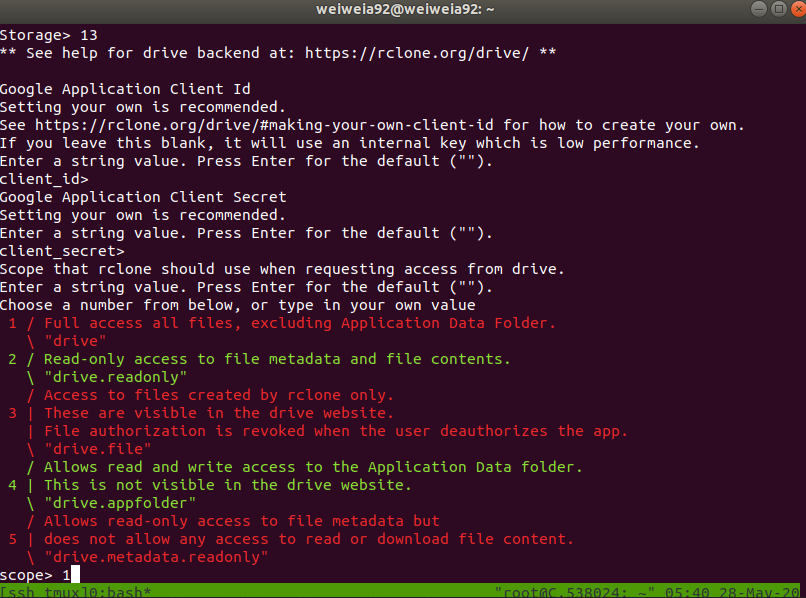 weiweia92@weiweia92: ~
Storage> 13
** See help for drive backend at: https://rclone.org/drive/ **
Google Application Client Id
Setting your own is recommended.
See https://rclone.org/drive/#making-your-own-client-id for how to create your own.
If you leave this blank, it will use an internal key which is low performance.
Enter a string value. Press Enter for the default ("").
client_id>
Google Application Client Secret
Setting your own is recommended.
Enter a string value. Press Enter for the default ("").
client_secret>
Scope that rclone should use when requesting access from drive.
Enter a string value. Press Enter for the default ("").
Choose a number from below, or type in your own value
 1 / Full access all files, excluding Application Data Folder.
   \ "drive"
 2 / Read-only access to file metadata and file contents.
   \ "drive.readonly"
   / Access to files created by rclone only.
 3 | These are visible in the drive website.
   | File authorization is revoked when the user deauthorizes the app.
   \ "drive.file"
   / Allows read and write access to the Application Data folder.
 4 | This is not visible in the drive website.
   \ "drive.appfolder"
   / Allows read-only access to file metadata but
 5 | does not allow any access to read or download file content.
   \ "drive.metadata.readonly"
scope> 1
[ssh_tmux]0:bash* "root@C.538024: ~" 05:40 28-May-20